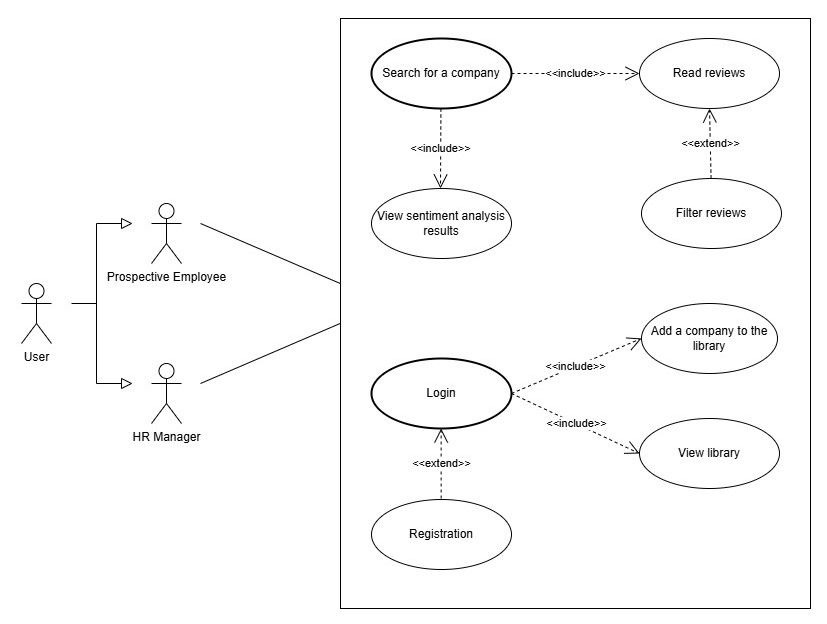 Search for a company
<<include>>
Read reviews
<<include>>
<<extend>>
View sentiment analysis
results
Filter reviews
Prospective Employee
User
HR Manager
Add a company to the
library
<<include>>
Login
<<include>>
View library
<<extend>>
Registration